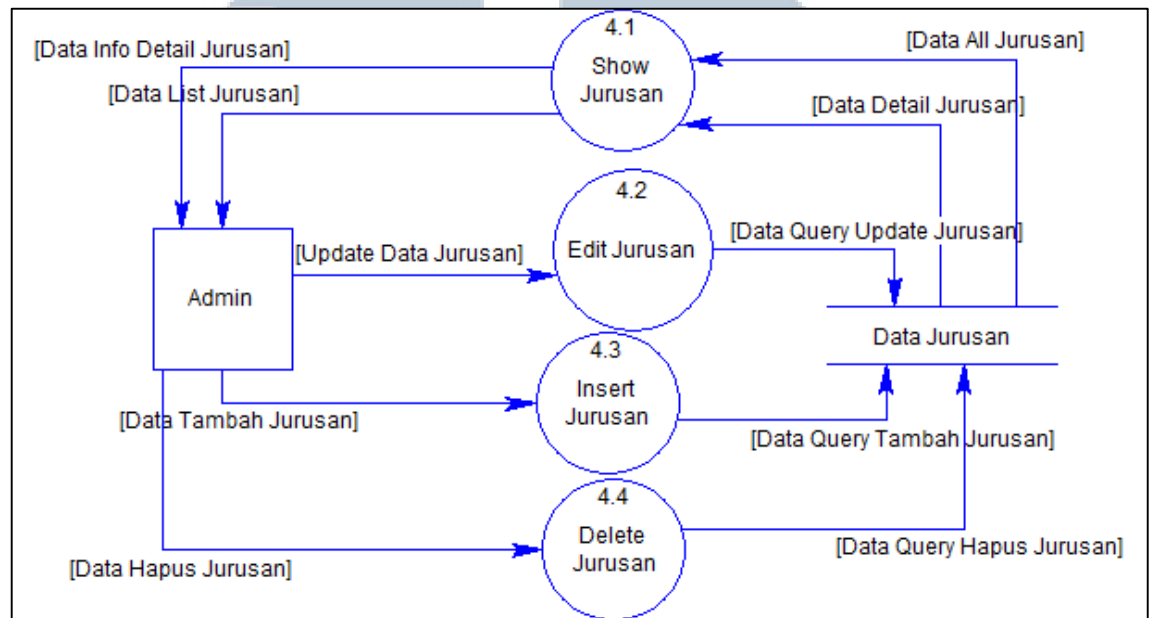 4.1
Show
Jurusan
[Data Info Detail Jurusan]
[Data All Jurusan]
[Data List Jurusan]
[Data Detail Jurusan]
4.2
Edit Jurusan
[Update Data Jurusan]
[Data Query Update Jurusan]
Admin
Data Jurusan
4.3
Insert
Jurusan
[Data Tambah Jurusan]
[Data Query Tambah Jurusan]
4.4
Delete
Jurusan
[Data Hapus Jurusan]
[Data Query Hapus Jurusan]